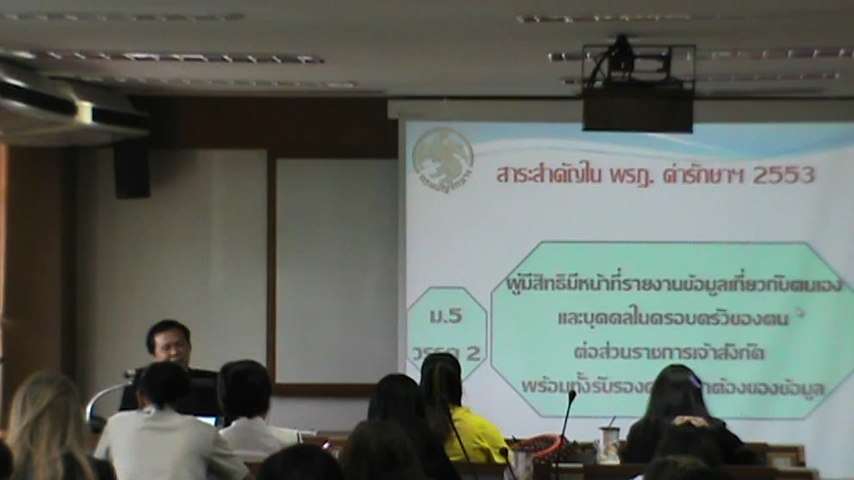 สาระสำคัญใน พรฎ. ค่ารักษาฯ 2553
ม.5
วรรค 2
ผู้มีสิทธิมีหน้าที่รายงานข้อมูลเกี่ยวกับตนเอง
และบุคคลในครอบครัวของตน
ต่อส่วนราชการเจ้าสังกัด
พร้อมทั้งรับรอง ของข้อมูล